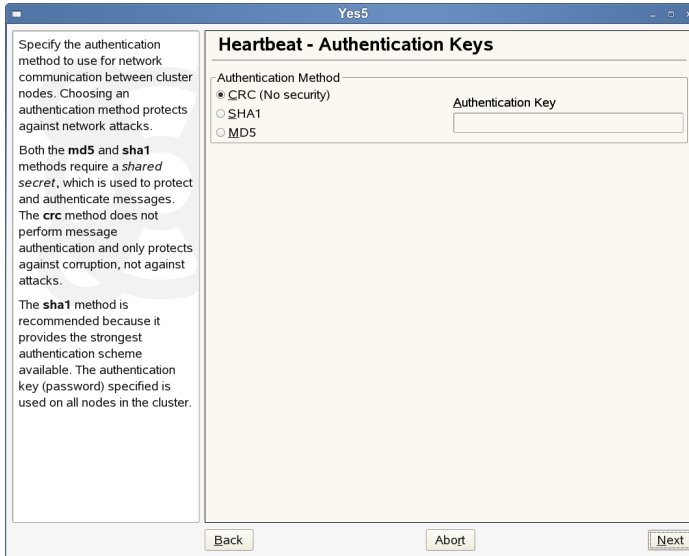 Yes5
Specify the authentication
method to use for network
communication between cluster
nodes. Choosing an
authentication method protects
against network attacks.
Both the md5 and sha1
methods require a shared
secret, which is used to protect
and authenticate messages.
The crc method does not
perform message
authentication and only protects
against corruption, not against
attacks.
The sha1 method is
recommended because it
provides the strongest
authentication scheme
available. The authentication
key (password) specified is
used on all nodes in the cluster.
Heartbeat - Authentication Keys
Authentication Method
CRC (No security)
SHA1
MD5
Authentication Key
Back
Abort
Next